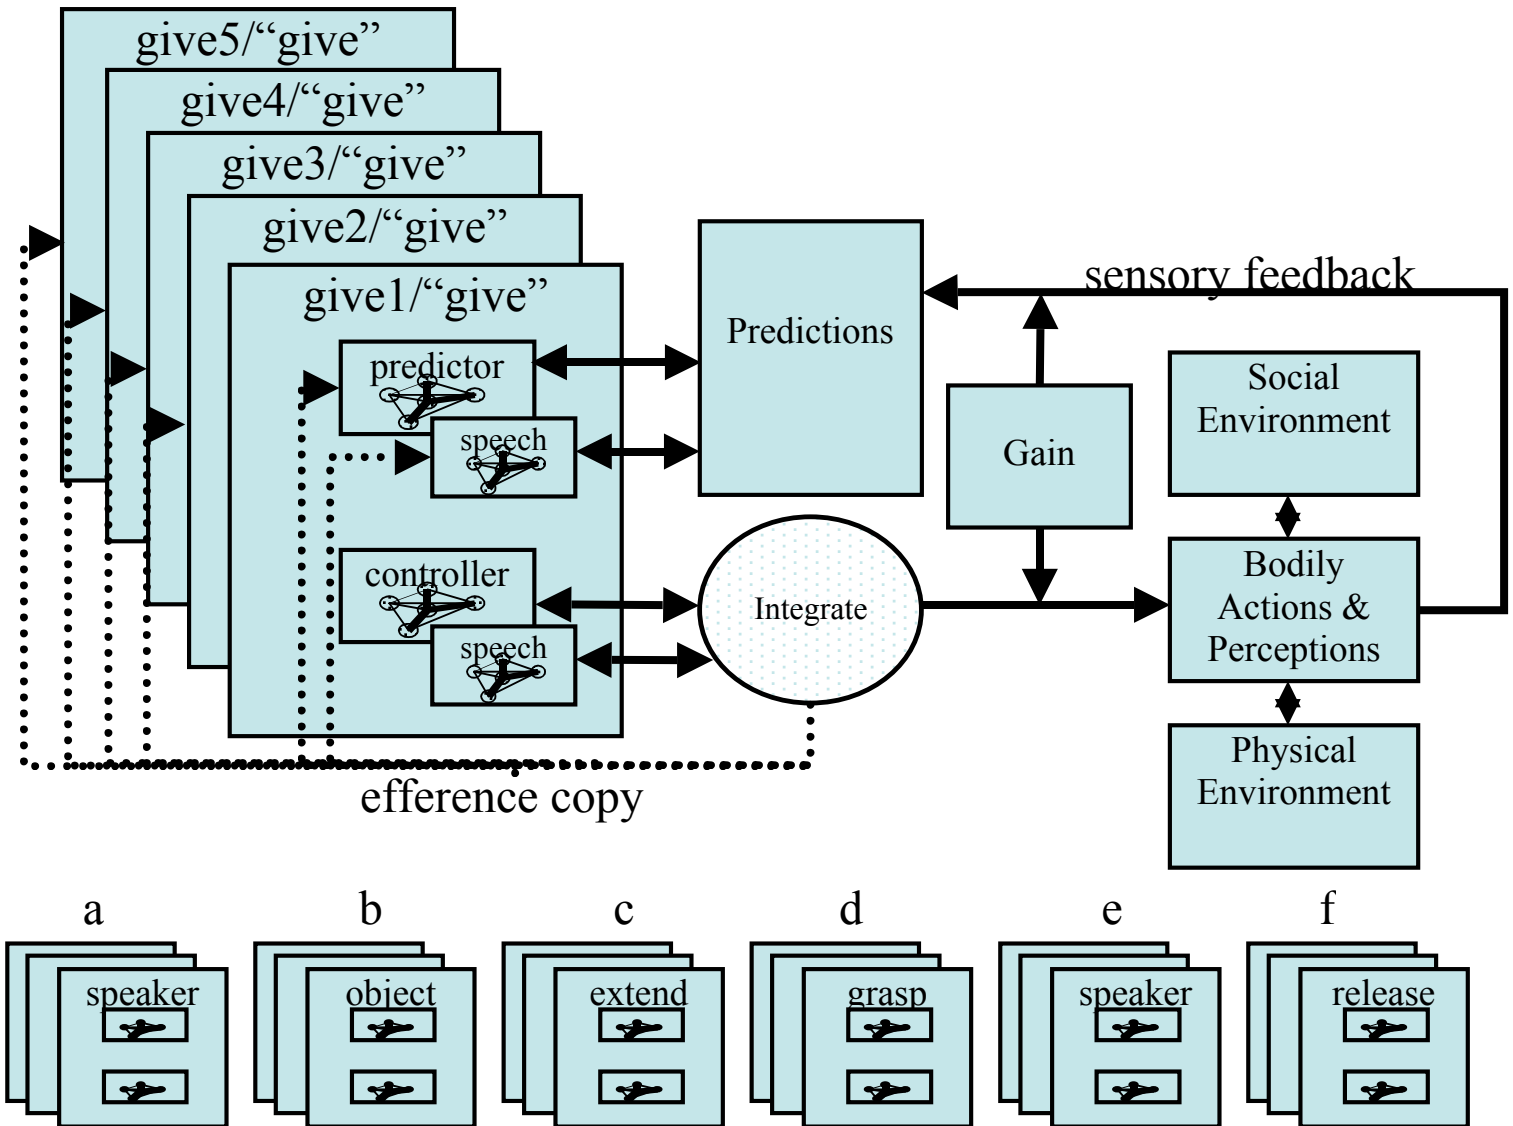 give5/“give”
give4/“give”
give3/“give”
give2/“give”
give1/“give”
predictor
speech
controller
speech
Predictions
Integrate
sensory feedback
Gain
Social
Environment
Bodily
Actions &
Perceptions
Physical
Environment
efference copy
a
b
c
d
e
f
speaker
object
extend
grasp
speaker
release